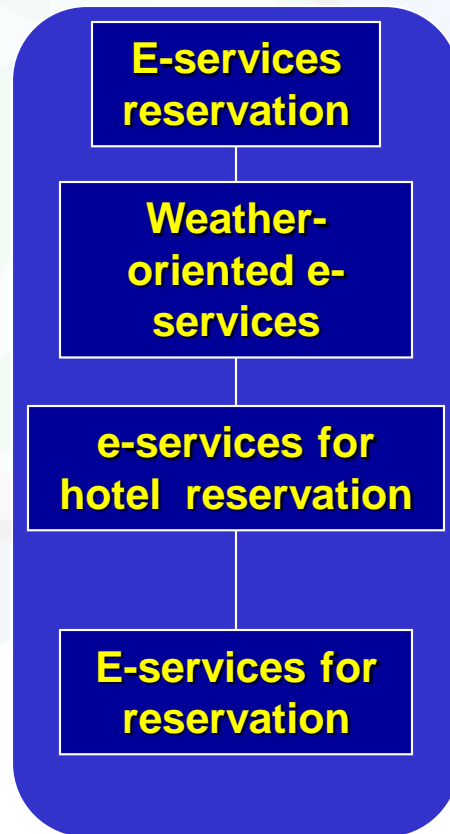 E-services
reservation
Weather-
oriented e-
services
e-services for
hotel  reservation
E-services for
reservation